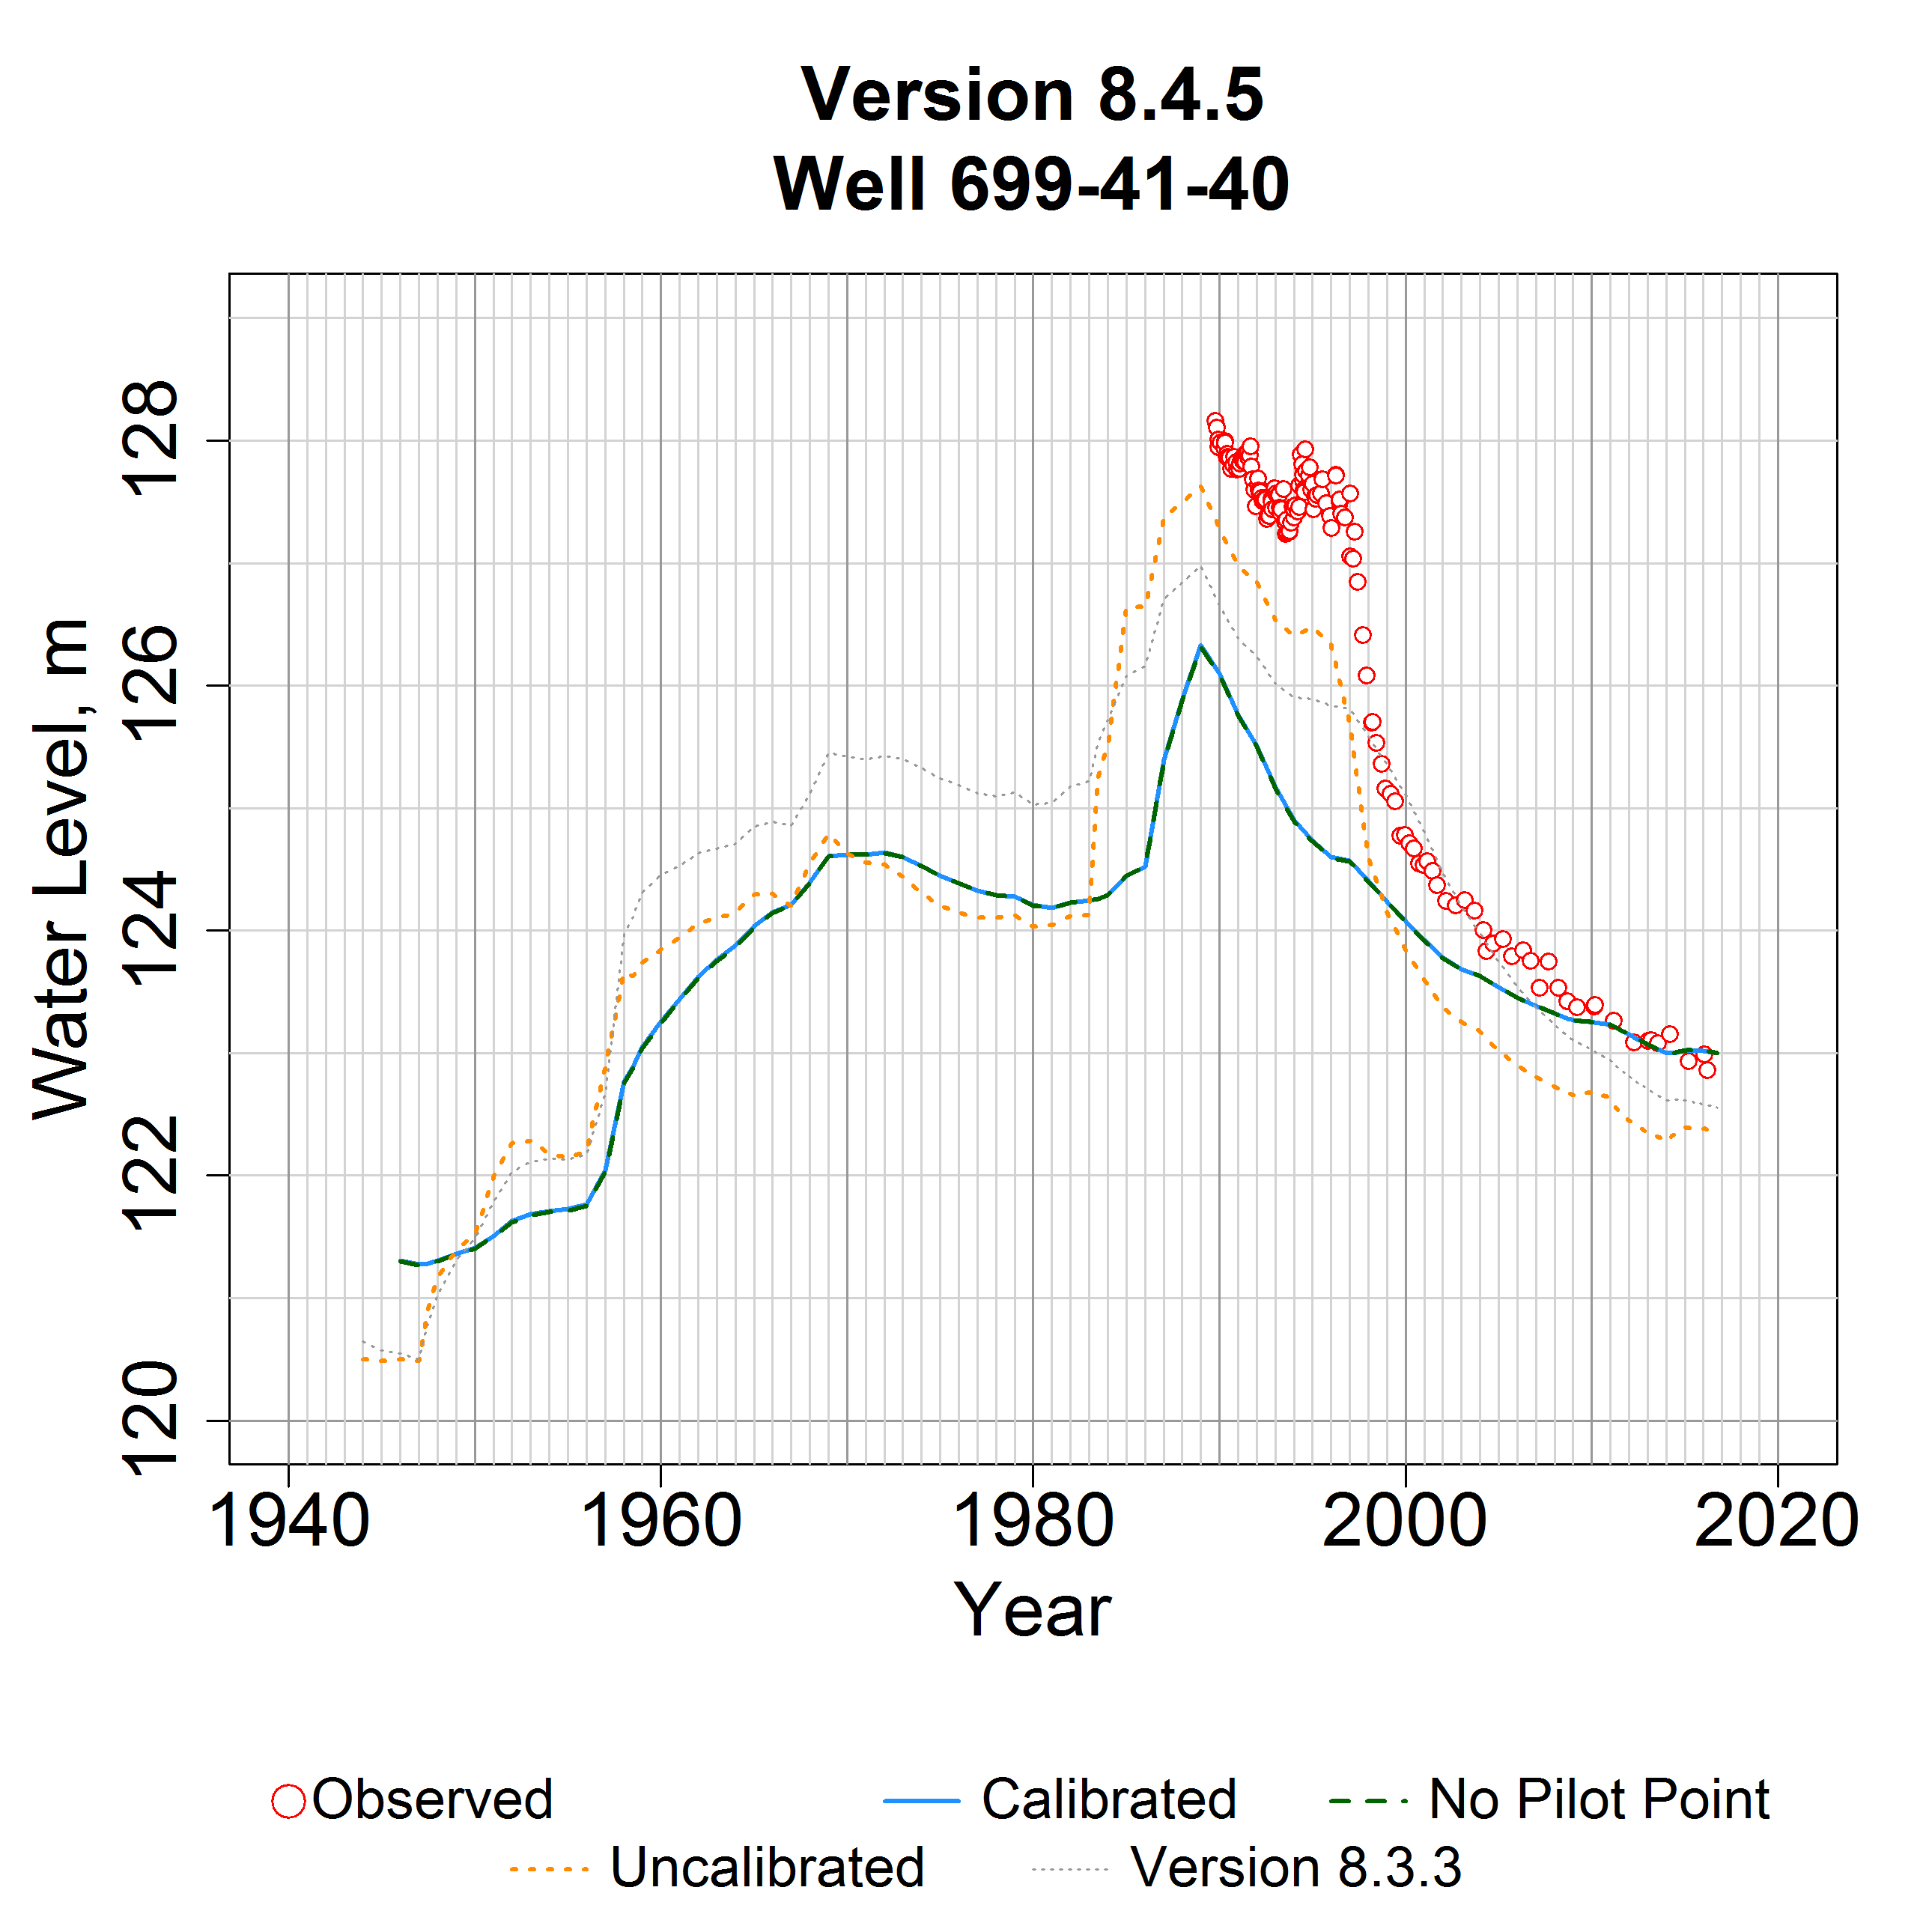 Version 8.4.5
Well 699-41-40
Water Level, m
128
126
124
122
120
1940 1960 1980 2000 2020
Year
Observed Calibrated No Pilot Point
Uncalibrated Version 8.3.3